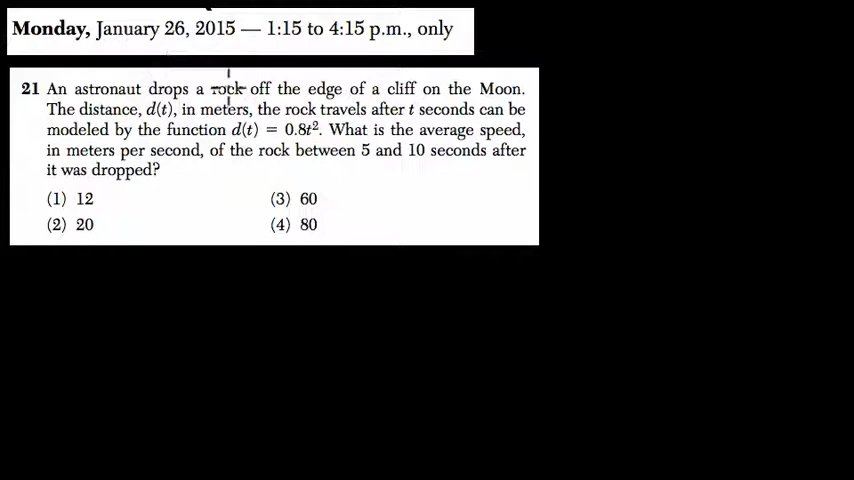 Monday, January 26, 2015 — 1:15 to 4:15 p.m., only
21 An astronaut drops a rock off the edge of a cliff on the Moon.
The distance, d(t), in meters, the rock travels after t seconds can be
modeled by the function d(t) = 0.8t². What is the average speed,
in meters per second, of the rock between 5 and 10 seconds after
it was dropped?
(1) 12 (3) 60
(2) 20 (4) 80